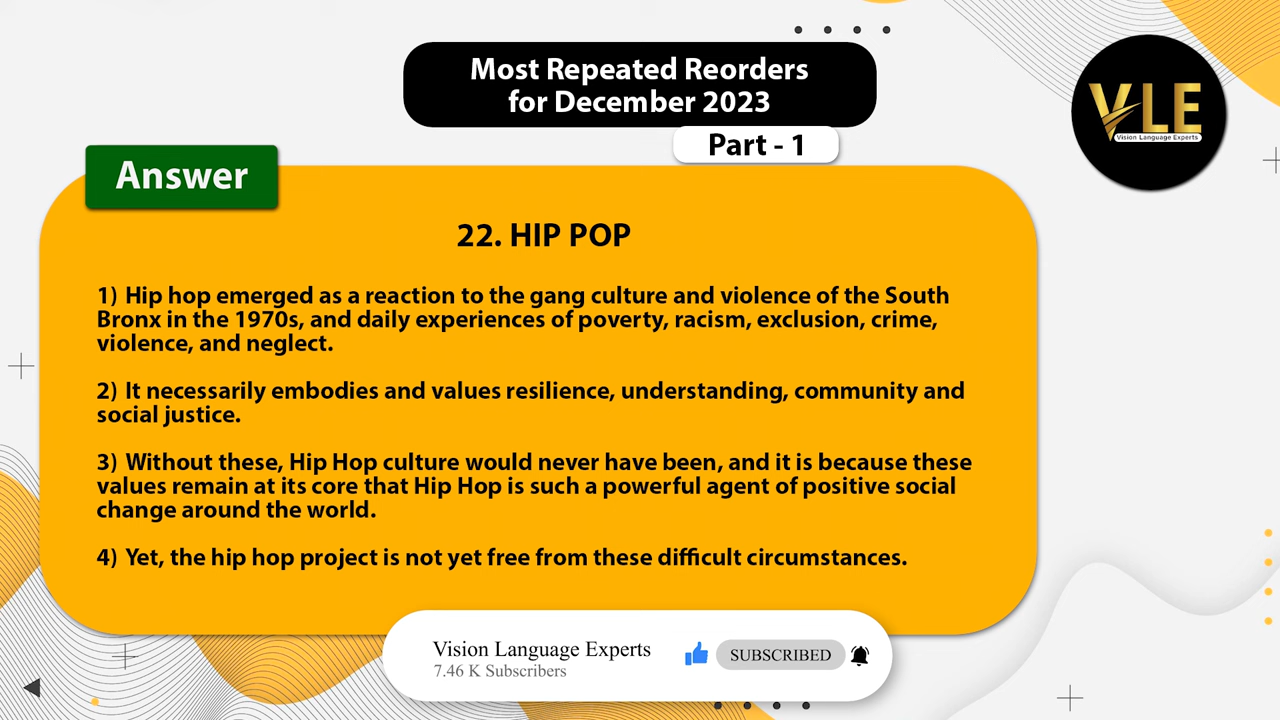 Most Repeated Reorders
for December 2023
Part - 1
VLE
Vision Language Experts
Answer
22. HIP POP
1) Hip hop emerged as a reaction to the gang culture and violence of the South
Bronx in the 1970s, and daily experiences of poverty, racism, exclusion, crime,
violence, and neglect.
2) It necessarily embodies and values resilience, understanding, community and
social justice.
3) Without these, Hip Hop culture would never have been, and it is because these
values remain at its core that Hip Hop is such a powerful agent of positive social
change around the world.
4) Yet, the hip hop project is not yet free from these difficult circumstances.
Vision Language Experts
7.46 K Subscribers
SUBSCRIBED